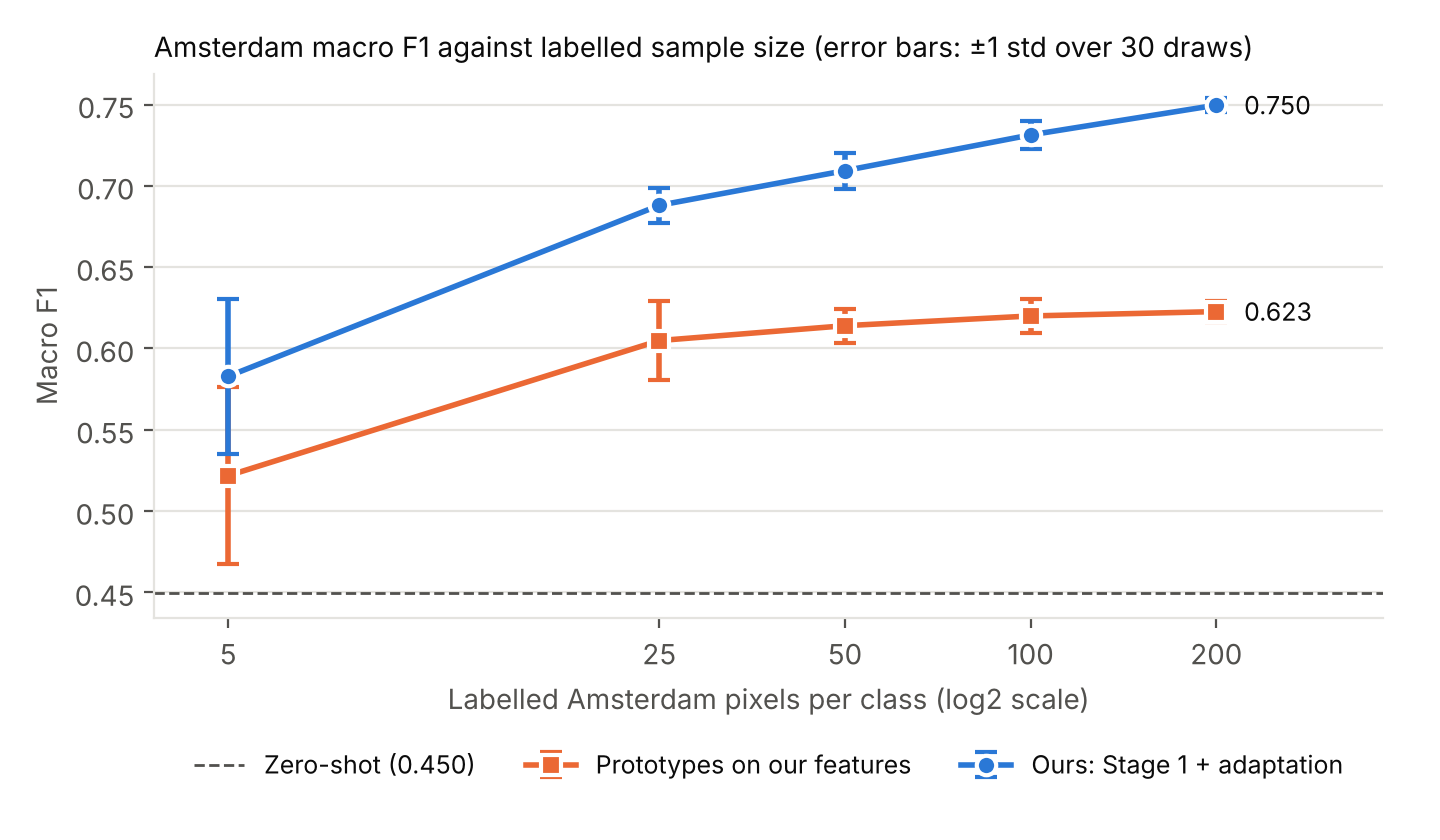 Amsterdam macro F1 against labelled sample size (error bars: ±1 std over 30 draws)
Macro F1
0.75
0.70
0.65
0.60
0.55
0.50
0.45
0.750
0.623
5
25
50
100
200
Labelled Amsterdam pixels per class (log2 scale)
Zero-shot (0.450)
Prototypes on our features
Ours: Stage 1 + adaptation